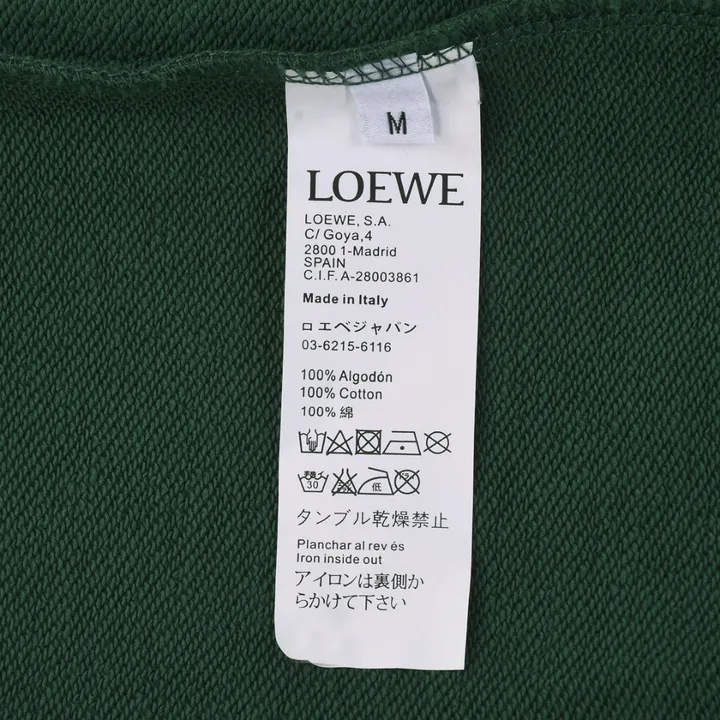 M
LOEWE
LOEWE, S.A.
C/ Goya,4
2800 1-Madrid
SPAIN
C.I.F. A-28003861
Made in Italy
ロエベジャパン
03-6215-6116
100% Algodón
100% Cotton
100% 綿
30 低
タンブル乾燥禁止
Planchar al rev és
Iron inside out
アイロンは裏側か
らかけて下さい